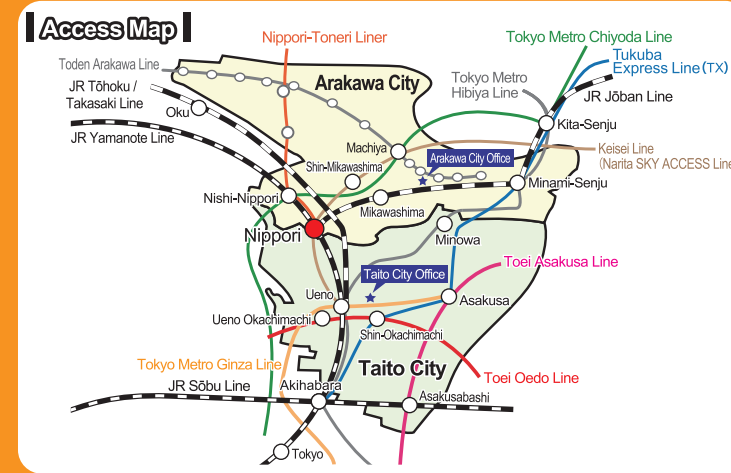 Access Map
Nippori-Toneri Liner
Tokyo Metro Chiyoda Line
Tukuba
Express Line (TX)
Toden Arakawa Line
JR Tōhoku /
Takasaki Line
Oku
JR Yamanote Line
Arakawa City
Tokyo Metro
Hibiya Line
JR Jōban Line
Kita-Senju
Machiya
Arakawa City Office
Keisei Line
(Narita SKY ACCESS Line
Shin-Mikawashima
Nishi-Nippori
Mikawashima
Minami-Senju
Nippori
Minowa
Toei Asakusa Line
Taito City Office
Ueno
Asakusa
Ueno Okachimachi
Shin-Okachimachi
Tokyo Metro Ginza Line
Taito City
Toei Oedo Line
JR Sōbu Line
Akihabara
Asakusabashi
Tokyo